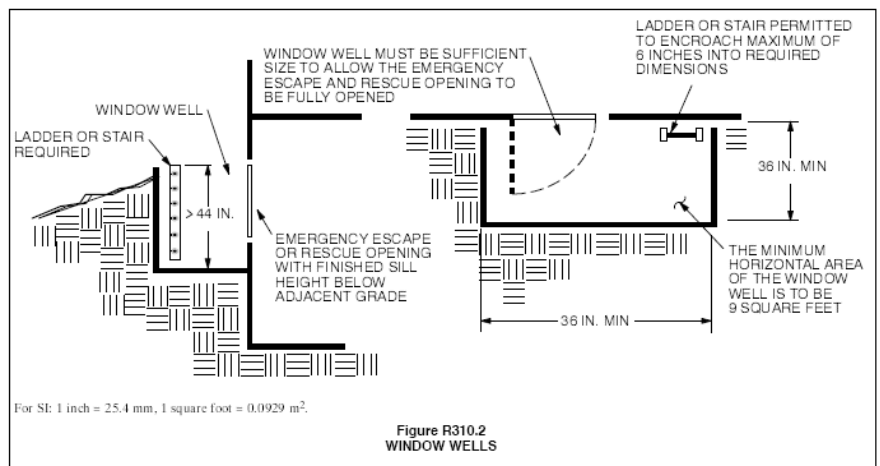 WINDOW WELL MUST BE SUFFICIENT
SIZE TO ALLOW THE EMERGENCY
ESCAPE AND RESCUE OPENING TO
BE FULLY OPENED
LADDER OR STAIR PERMITTED
TO ENCROACH MAXIMUM OF
6 INCHES INTO REQUIRED
DIMENSIONS
WINDOW WELL
LADDER OR STAIR
REQUIRED
> 44 IN.
36 IN. MIN
EMERGENCY ESCAPE
OR RESCUE OPENING
WITH FINISHED SILL
HEIGHT BELOW
ADJACENT GRADE
THE MINIMUM
HORIZONTAL AREA
OF THE WINDOW
WELL IS TO BE
9 SQUARE FEET
36 IN. MIN
For SI: 1 inch = 25.4 mm, 1 square foot = 0.0929 m².
Figure R310.2
WINDOW WELLS